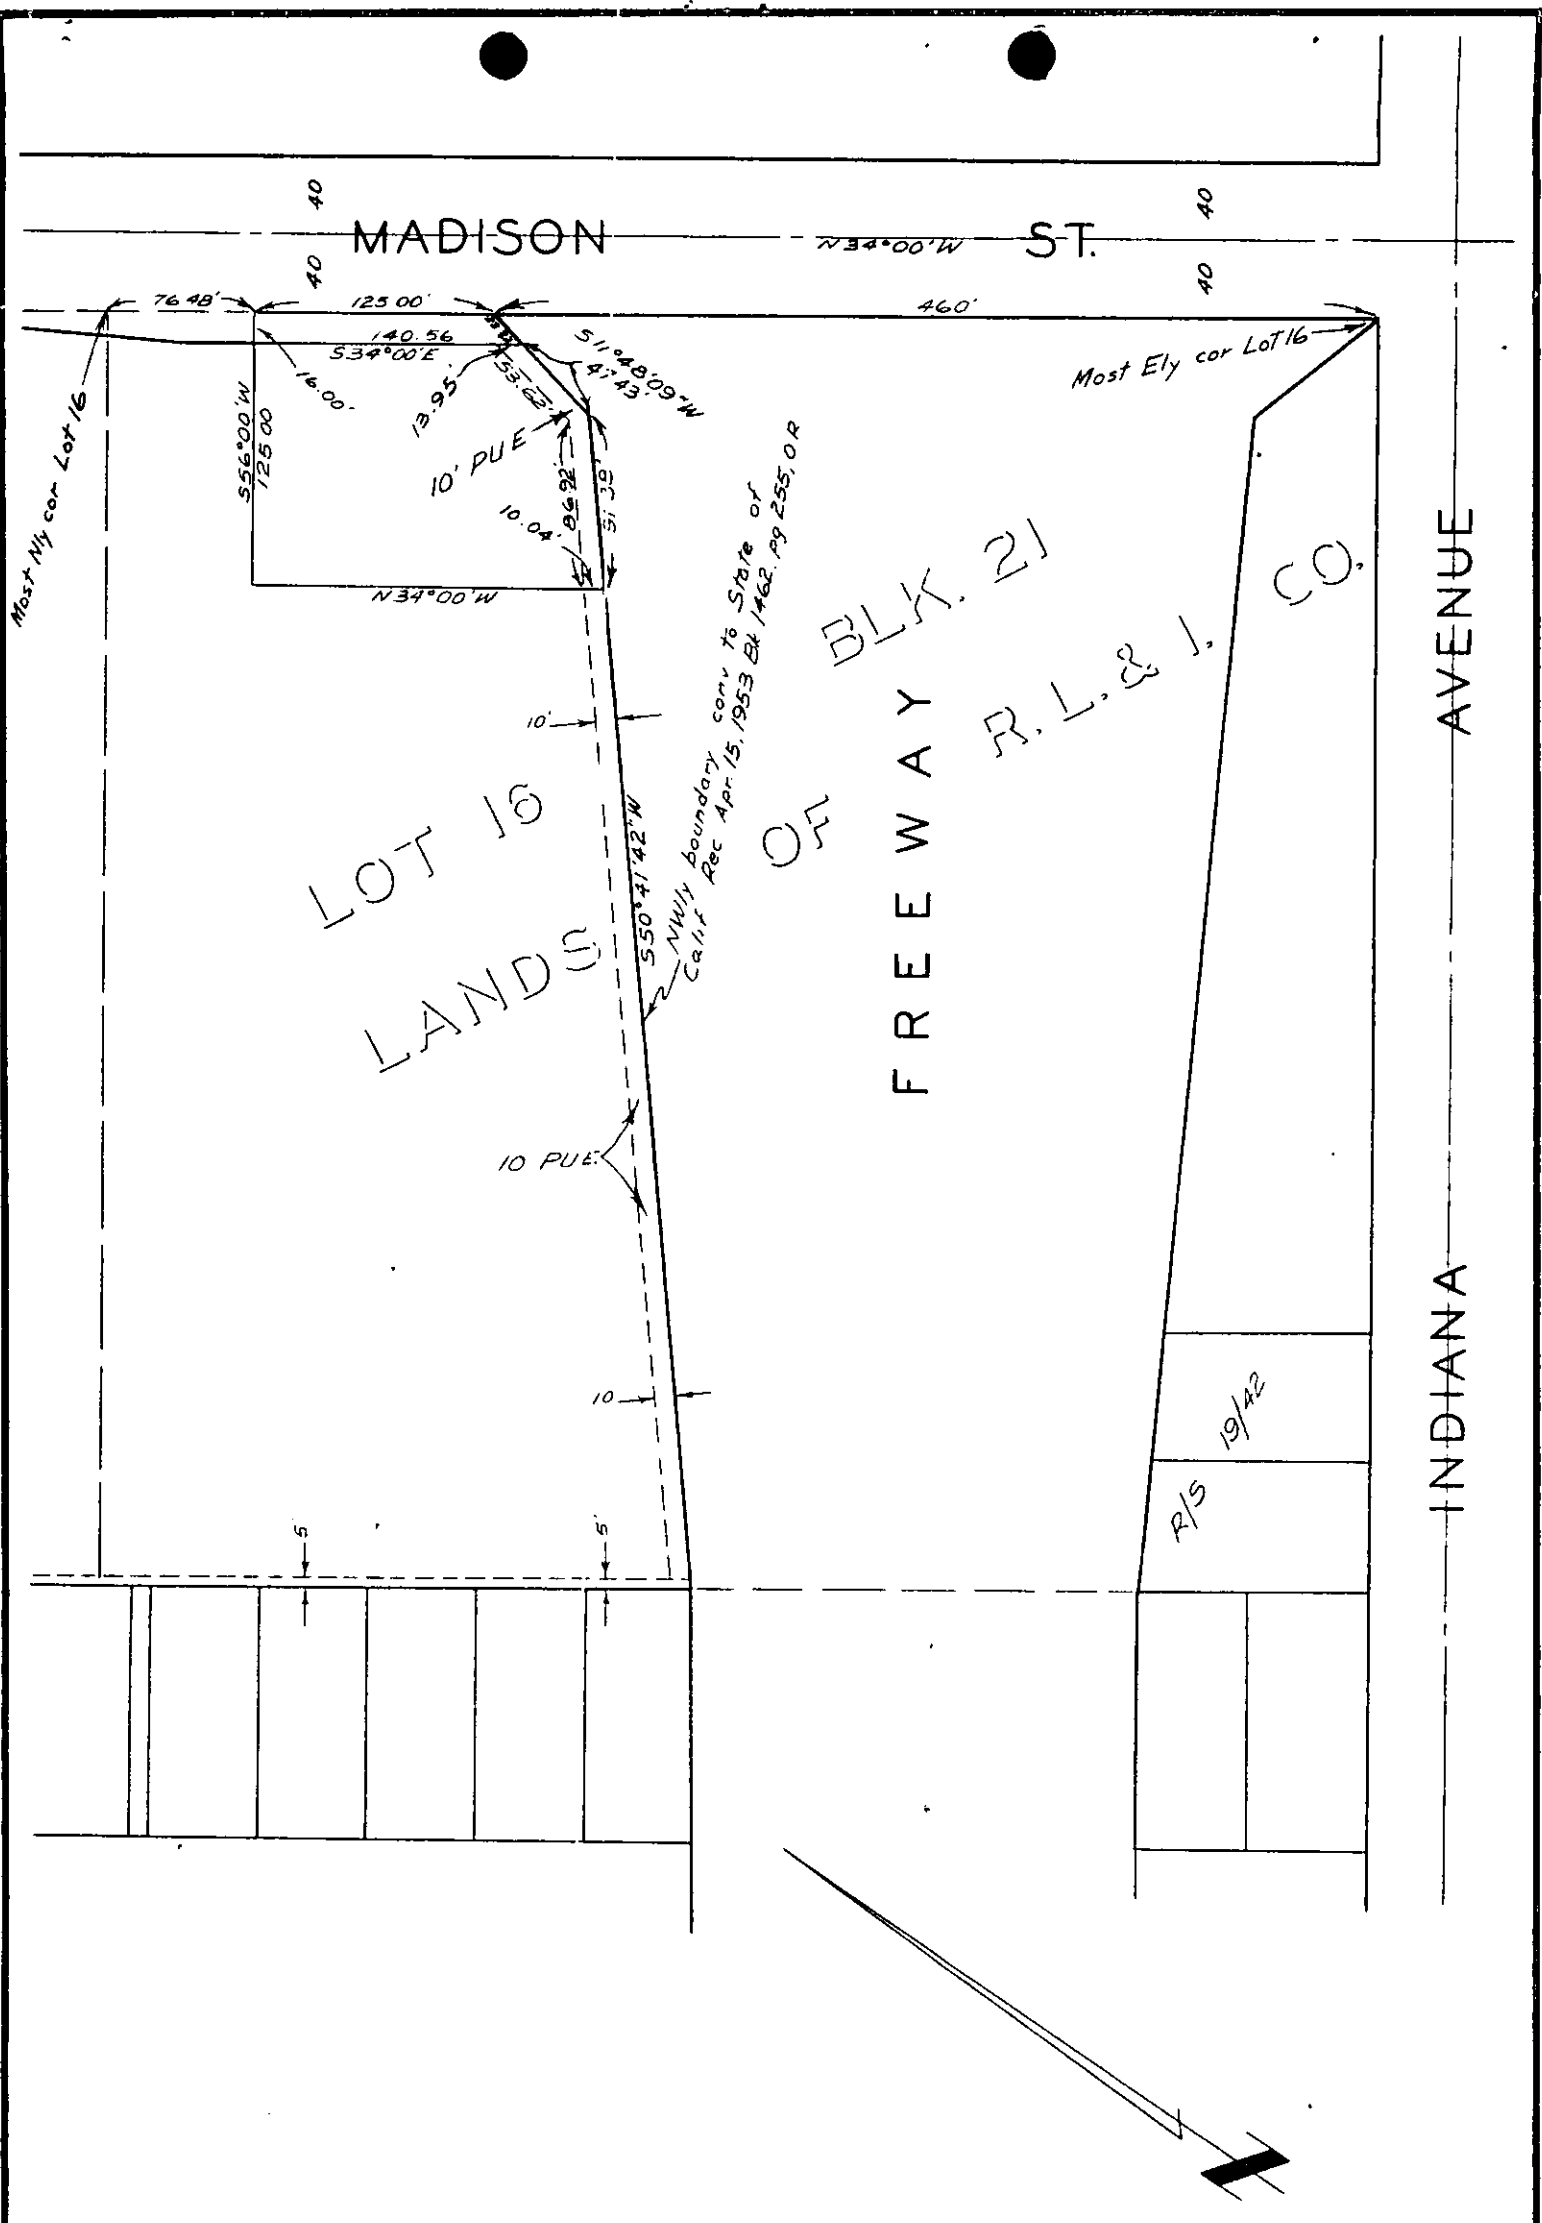 40
40
MADISON ST.
N34°00'W
40
40
76.48'
125.00'
460'
140.56
S34°00'E
16.00'
13.95'
53.62'
S11°48'09"W
47.43'
Most Ely cor Lot 16
Most Nly cor Lot 16
S56°00'W
125.00
10' PUE
10.04'
86.92'
91.39'
N34°00'W
NWly boundary conv to State of
Calif Rec Apr. 15, 1953 Bk 1462. Pg 255, OR
BLK. 21
LOT 16
LANDS OF R. L. & I. CO.
10'
S50°41'42"W
FREEWAY
10 PUE.
10
INDIANA AVENUE
R/S 19/42
5
5'